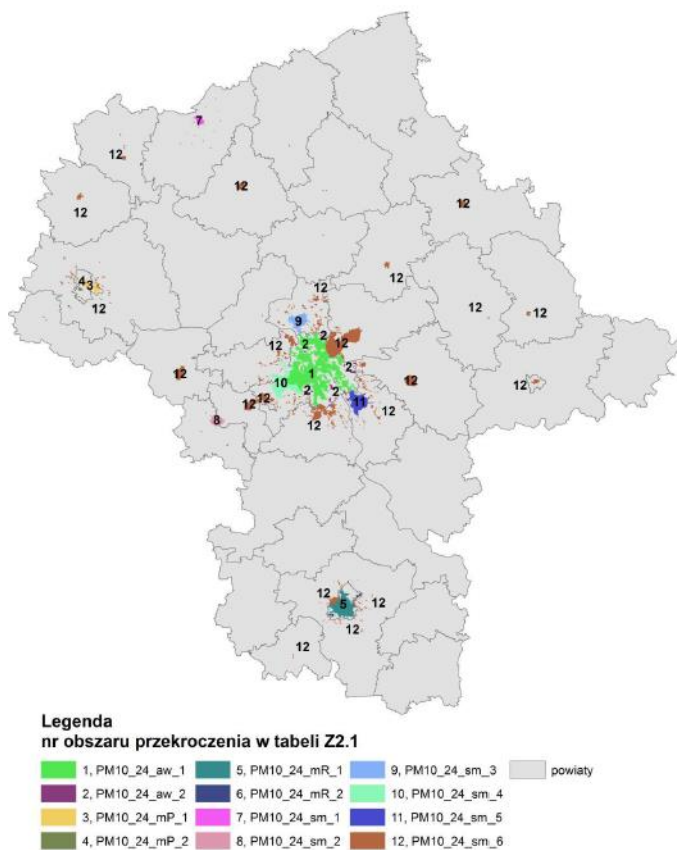 7
12
12
12
12
4
3
12
12
12
12
12
9
2
12
2
12
12
10
1
2
12
12
2
2
12
12
12
8
11
12
12
12
5
12
12
12
Legenda
nr obszaru przekroczenia w tabeli Z2.1
1, PM10_24_aw_1
5, PM10_24_mR_1
9, PM10_24_sm_3
powiaty
2, PM10_24_aw_2
6, PM10_24_mR_2
10, PM10_24_sm_4
3, PM10_24_mP_1
7, PM10_24_sm_1
11, PM10_24_sm_5
4, PM10_24_mP_2
8, PM10_24_sm_2
12, PM10_24_sm_6